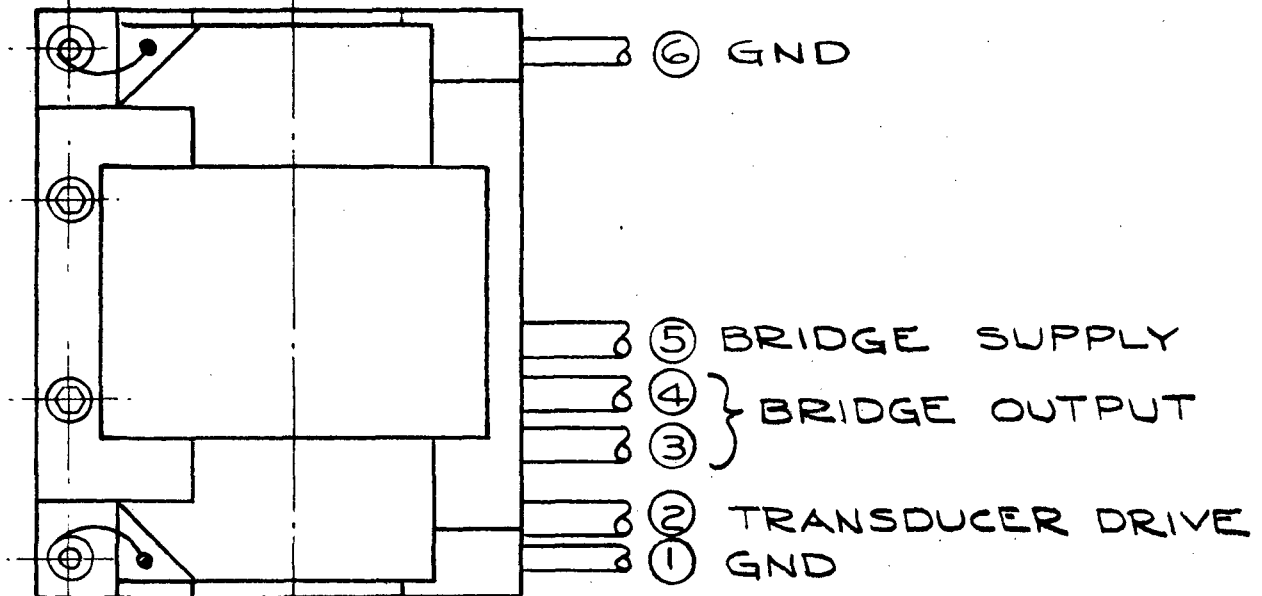 ⑥ GND
⑤ BRIDGE SUPPLY
④
③ } BRIDGE OUTPUT
② TRANSDUCER DRIVE
① GND